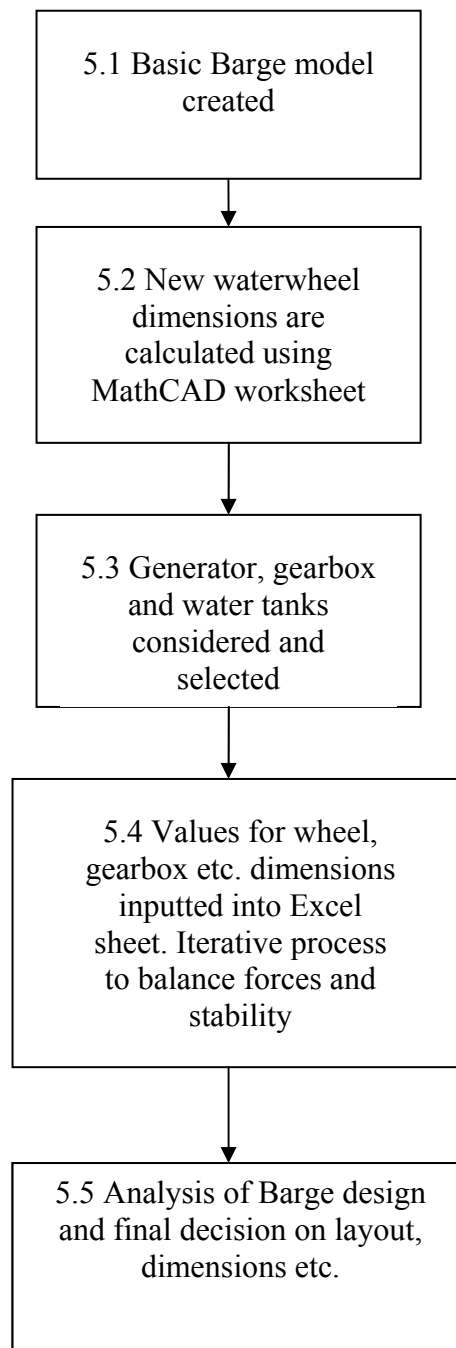 5.1 Basic Barge model
created
5.2 New waterwheel
dimensions are
calculated using
MathCAD worksheet
5.3 Generator, gearbox
and water tanks
considered and
selected
5.4 Values for wheel,
gearbox etc. dimensions
inputted into Excel
sheet. Iterative process
to balance forces and
stability
5.5 Analysis of Barge design
and final decision on layout,
dimensions etc.